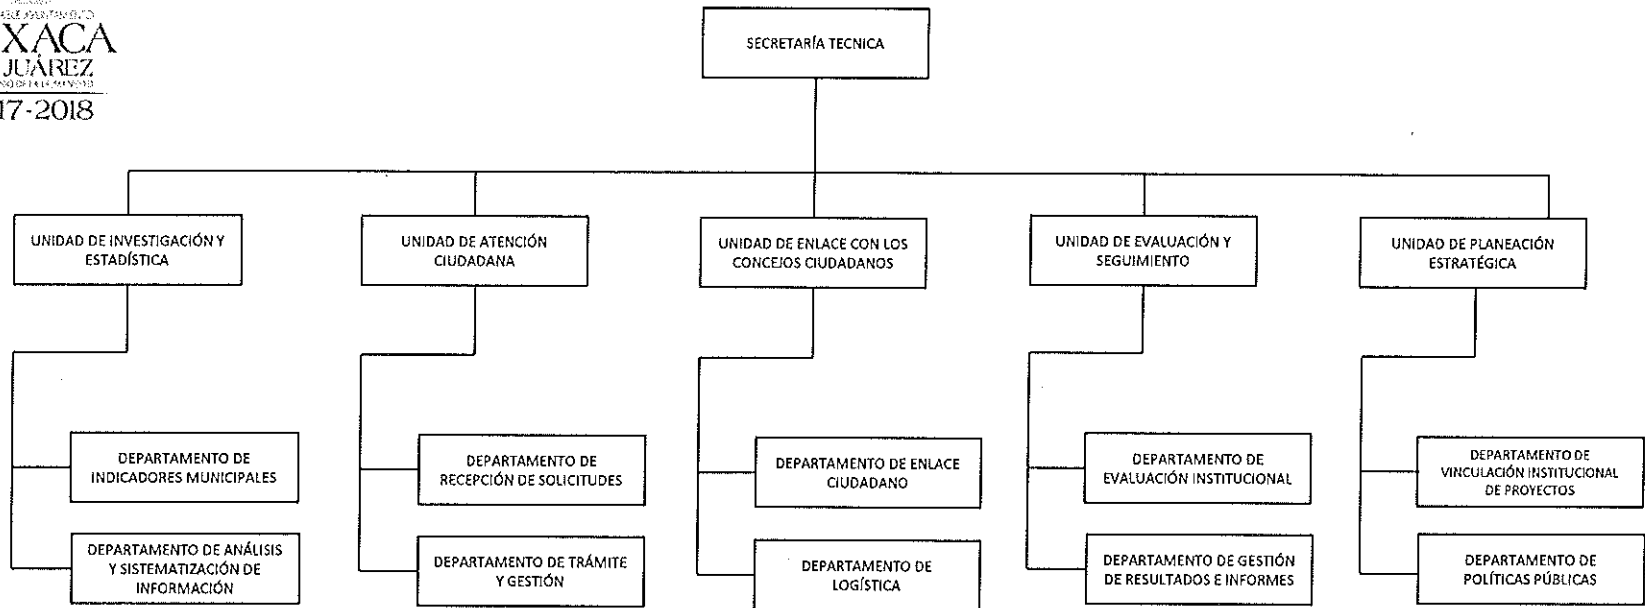 XACA
JUÁREZ
17-2018
SECRETARÍA TECNICA
UNIDAD DE INVESTIGACIÓN Y
ESTADÍSTICA
UNIDAD DE ATENCIÓN
CIUDADANA
UNIDAD DE ENLACE CON LOS
CONCEJOS CIUDADANOS
UNIDAD DE EVALUACIÓN Y
SEGUIMIENTO
UNIDAD DE PLANEACIÓN
ESTRATÉGICA
DEPARTAMENTO DE
INDICADORES MUNICIPALES
DEPARTAMENTO DE
RECEPCIÓN DE SOLICITUDES
DEPARTAMENTO DE ENLACE
CIUDADANO
DEPARTAMENTO DE
EVALUACIÓN INSTITUCIONAL
DEPARTAMENTO DE
VINCULACIÓN INSTITUCIONAL
DE PROYECTOS
DEPARTAMENTO DE ANÁLISIS
Y SISTEMATIZACIÓN DE
INFORMACIÓN
DEPARTAMENTO DE TRÁMITE
Y GESTIÓN
DEPARTAMENTO DE
LOGÍSTICA
DEPARTAMENTO DE GESTIÓN
DE RESULTADOS E INFORMES
DEPARTAMENTO DE
POLÍTICAS PÚBLICAS